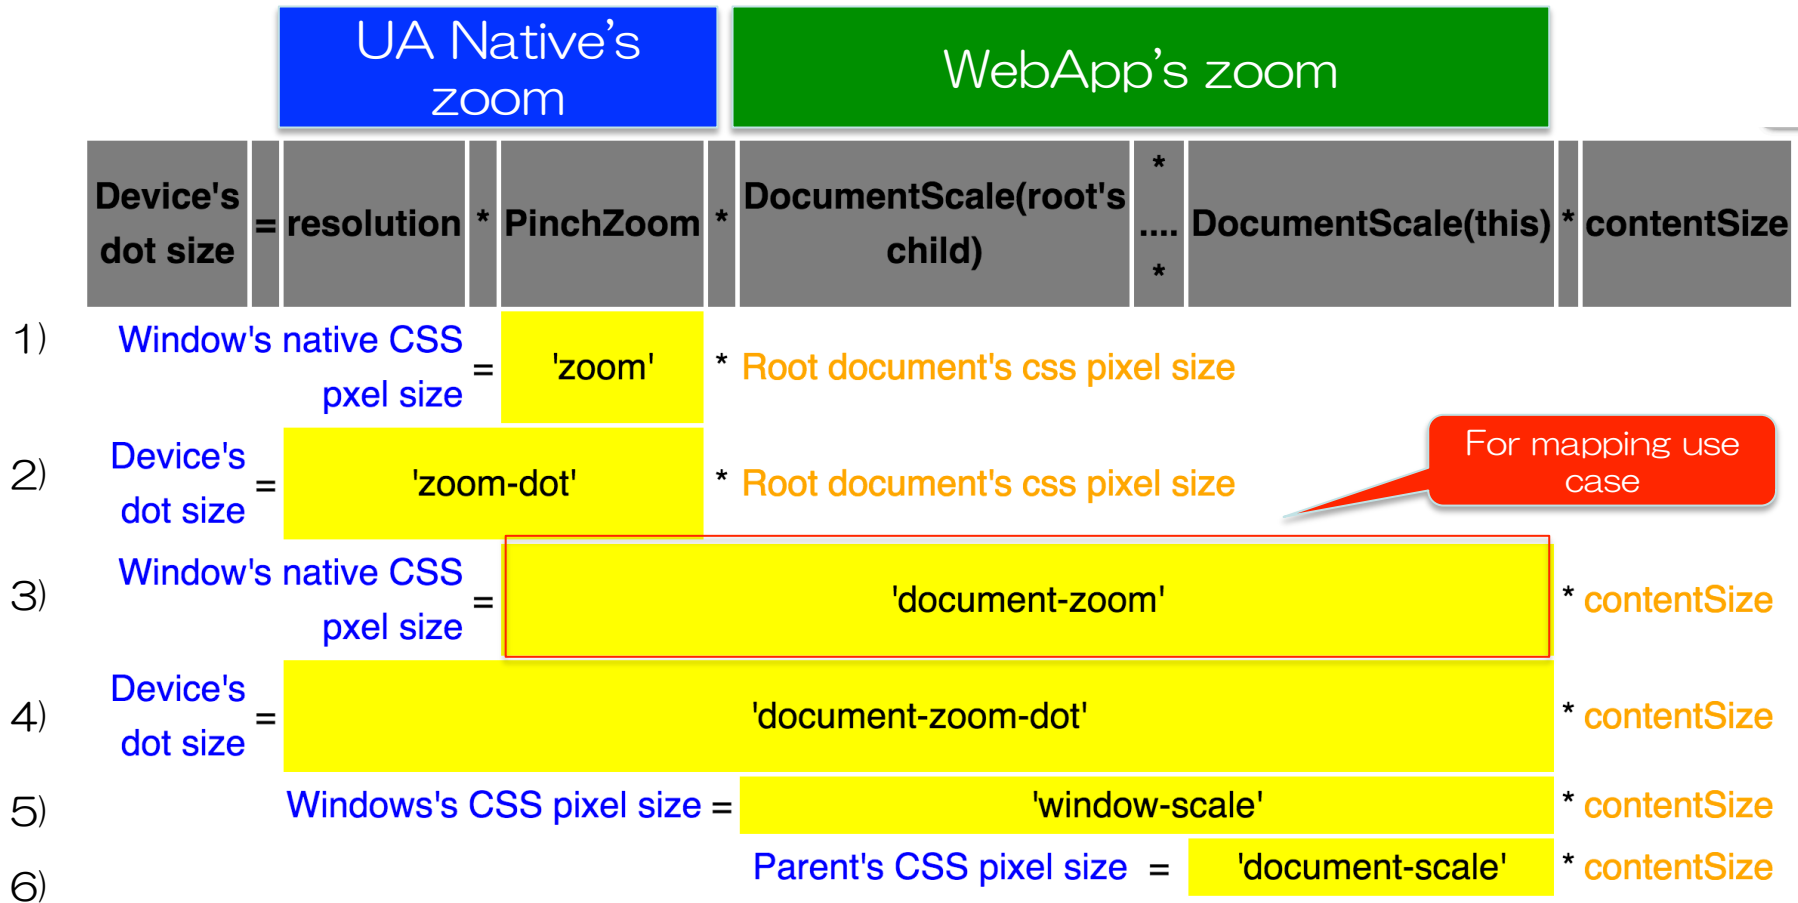 UA Native's
zoom
WebApp's zoom
Device's
dot size
=
resolution
*
PinchZoom
*
DocumentScale(root's
child)
*
....
*
DocumentScale(this)
*
contentSize
1)
Window's native CSS
pxel size
=
'zoom'
* Root document's css pixel size
2)
Device's
dot size
=
'zoom-dot'
* Root document's css pixel size
For mapping use
case
3)
Window's native CSS
pxel size
=
'document-zoom'
* contentSize
4)
Device's
dot size
=
'document-zoom-dot'
* contentSize
5)
Windows's CSS pixel size =
'window-scale'
* contentSize
6)
Parent's CSS pixel size =
'document-scale'
* contentSize